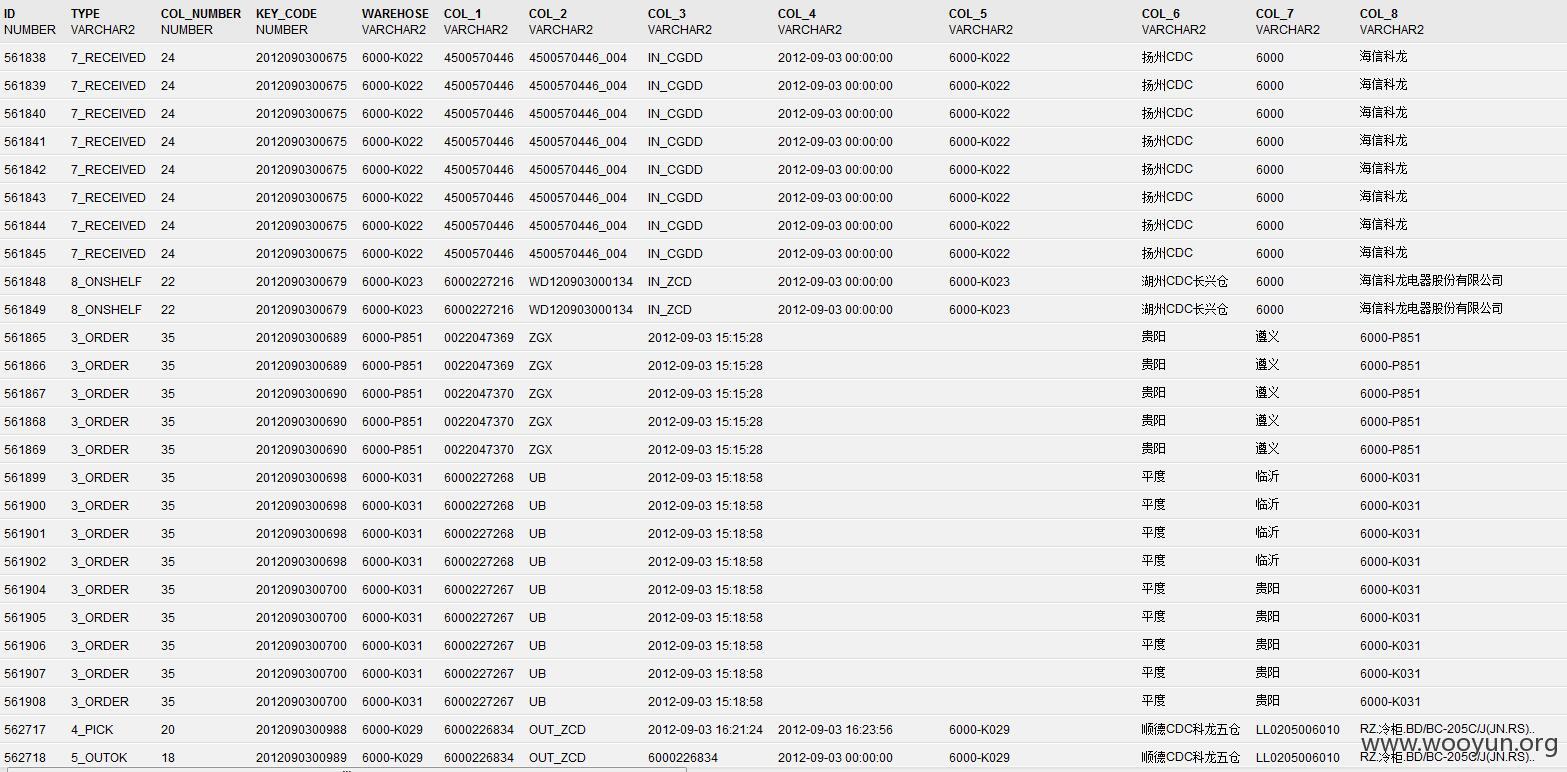 ID TYPE COL_NUMBER KEY_CODE WAREHOSE COL_1 COL_2 COL_3 COL_4 COL_5 COL_6 COL_7 COL_8
NUMBER VARCHAR2 NUMBER NUMBER VARCHAR2 VARCHAR2 VARCHAR2 VARCHAR2 VARCHAR2 VARCHAR2 VARCHAR2 VARCHAR2 VARCHAR2
561838 7_RECEIVED 24 2012090300675 6000-K022 4500570446 4500570446_004 IN_CGDD 2012-09-03 00:00:00 6000-K022 扬州CDC 6000 海信科龙
561839 7_RECEIVED 24 2012090300675 6000-K022 4500570446 4500570446_004 IN_CGDD 2012-09-03 00:00:00 6000-K022 扬州CDC 6000 海信科龙
561840 7_RECEIVED 24 2012090300675 6000-K022 4500570446 4500570446_004 IN_CGDD 2012-09-03 00:00:00 6000-K022 扬州CDC 6000 海信科龙
561841 7_RECEIVED 24 2012090300675 6000-K022 4500570446 4500570446_004 IN_CGDD 2012-09-03 00:00:00 6000-K022 扬州CDC 6000 海信科龙
561842 7_RECEIVED 24 2012090300675 6000-K022 4500570446 4500570446_004 IN_CGDD 2012-09-03 00:00:00 6000-K022 扬州CDC 6000 海信科龙
561843 7_RECEIVED 24 2012090300675 6000-K022 4500570446 4500570446_004 IN_CGDD 2012-09-03 00:00:00 6000-K022 扬州CDC 6000 海信科龙
561844 7_RECEIVED 24 2012090300675 6000-K022 4500570446 4500570446_004 IN_CGDD 2012-09-03 00:00:00 6000-K022 扬州CDC 6000 海信科龙
561845 7_RECEIVED 24 2012090300675 6000-K022 4500570446 4500570446_004 IN_CGDD 2012-09-03 00:00:00 6000-K022 扬州CDC 6000 海信科龙
561848 8_ONSHELF 22 2012090300679 6000-K023 6000227216 WD120903000134 IN_ZCD 2012-09-03 00:00:00 6000-K023 湖州CDC长兴仓 6000 海信科龙电器股份有限公司
561849 8_ONSHELF 22 2012090300679 6000-K023 6000227216 WD120903000134 IN_ZCD 2012-09-03 00:00:00 6000-K023 湖州CDC长兴仓 6000 海信科龙电器股份有限公司
561865 3_ORDER 35 2012090300689 6000-P851 0022047369 ZGX 2012-09-03 15:15:28 贵阳 遵义 6000-P851
561866 3_ORDER 35 2012090300689 6000-P851 0022047369 ZGX 2012-09-03 15:15:28 贵阳 遵义 6000-P851
561867 3_ORDER 35 2012090300690 6000-P851 0022047370 ZGX 2012-09-03 15:15:28 贵阳 遵义 6000-P851
561868 3_ORDER 35 2012090300690 6000-P851 0022047370 ZGX 2012-09-03 15:15:28 贵阳 遵义 6000-P851
561869 3_ORDER 35 2012090300690 6000-P851 0022047370 ZGX 2012-09-03 15:15:28 贵阳 遵义 6000-P851
561899 3_ORDER 35 2012090300698 6000-K031 6000227268 UB 2012-09-03 15:18:58 平度 临沂 6000-K031
561900 3_ORDER 35 2012090300698 6000-K031 6000227268 UB 2012-09-03 15:18:58 平度 临沂 6000-K031
561901 3_ORDER 35 2012090300698 6000-K031 6000227268 UB 2012-09-03 15:18:58 平度 临沂 6000-K031
561902 3_ORDER 35 2012090300698 6000-K031 6000227268 UB 2012-09-03 15:18:58 平度 临沂 6000-K031
561904 3_ORDER 35 2012090300700 6000-K031 6000227267 UB 2012-09-03 15:18:58 平度 贵阳 6000-K031
561905 3_ORDER 35 2012090300700 6000-K031 6000227267 UB 2012-09-03 15:18:58 平度 贵阳 6000-K031
561906 3_ORDER 35 2012090300700 6000-K031 6000227267 UB 2012-09-03 15:18:58 平度 贵阳 6000-K031
561907 3_ORDER 35 2012090300700 6000-K031 6000227267 UB 2012-09-03 15:18:58 平度 贵阳 6000-K031
561908 3_ORDER 35 2012090300700 6000-K031 6000227267 UB 2012-09-03 15:18:58 平度 贵阳 6000-K031
562717 4_PICK 20 2012090300988 6000-K029 6000226834 OUT_ZCD 2012-09-03 16:21:24 2012-09-03 16:23:56 6000-K029 顺德CDC科龙五仓 LL0205006010 RZ.冷柜.BD/BC-205C/J(JN.RS)..
562718 5_OUTOK 18 2012090300989 6000-K029 6000226834 OUT_ZCD 6000226834 6000-K029 顺德CDC科龙五仓 LL0205006010 RZ.冷柜.BD/BC-205C/J(JN.RS)..
www.wooyun.org